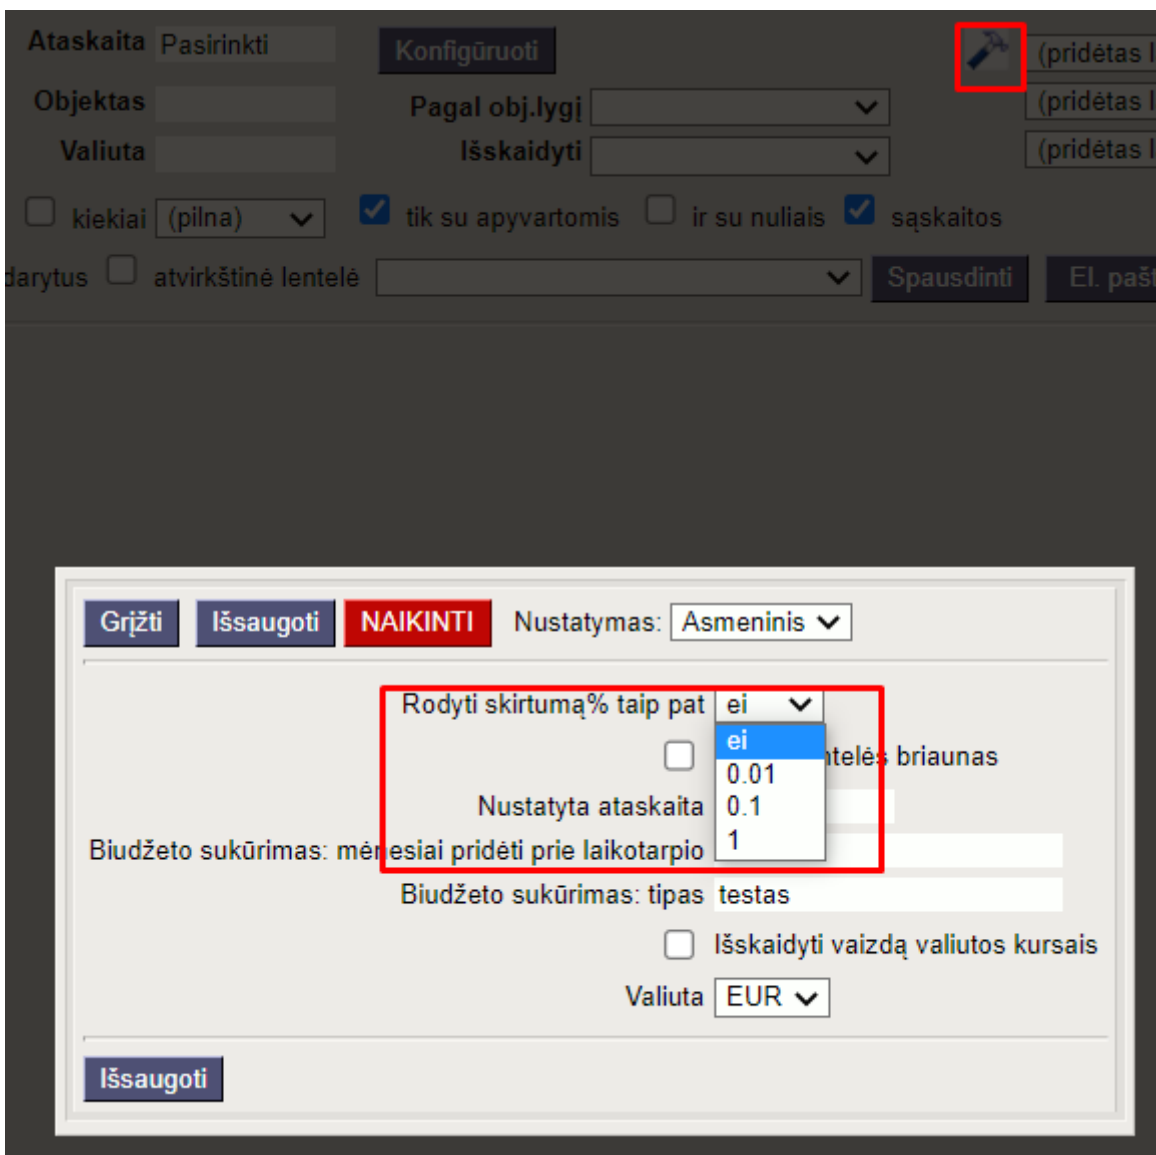 Ataskaita Pasirinkti Konfigūruoti (pridėtas l
Objektas Pagal obj.lygį (pridėtas l
Valiuta Išskaidyti (pridėtas l
kiekiai (pilna) tik su apyvartomis ir su nuliais sąskaitos
darytus atvirkštinė lentelė Spausdinti El. pašt
Grįžti Išsaugoti NAIKINTI Nustatymas: Asmeninis
Rodyti skirtumą% taip pat ei
ei
ntelės briaunas
0.01
Nustatyta ataskaita 0.1
Biudžeto sukūrimas: mėnesiai pridėti prie laikotarpio 1
Biudžeto sukūrimas: tipas testas
Išskaidyti vaizdą valiutos kursais
Valiuta EUR
Išsaugoti